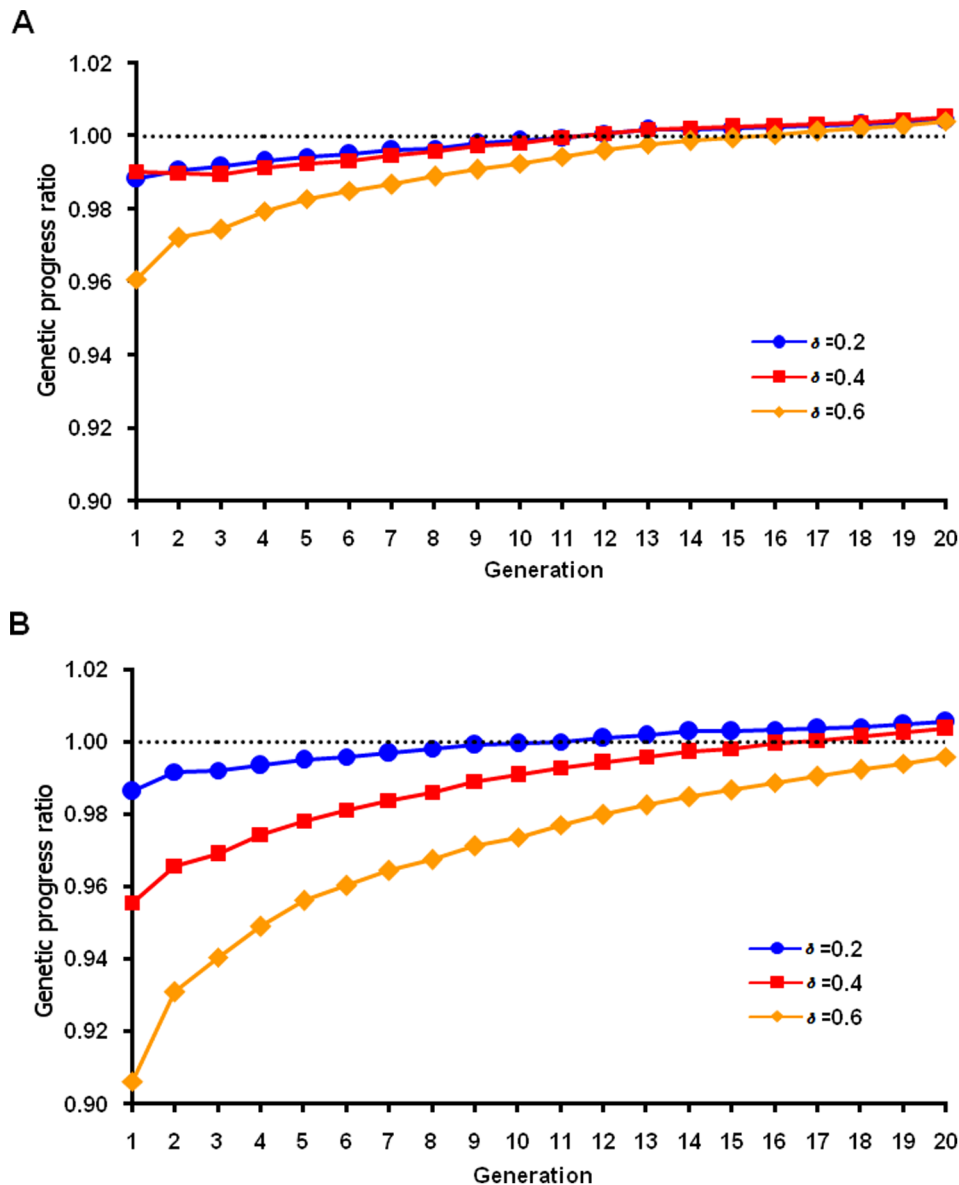 A
Genetic progress ratio
1.02
1.00
0.98
0.96
0.94
0.92
0.90
δ =0.2
δ =0.4
δ =0.6
1 2 3 4 5 6 7 8 9 10 11 12 13 14 15 16 17 18 19 20
Generation
B
Genetic progress ratio
1.02
1.00
0.98
0.96
0.94
0.92
0.90
δ =0.2
δ =0.4
δ =0.6
1 2 3 4 5 6 7 8 9 10 11 12 13 14 15 16 17 18 19 20
Generation